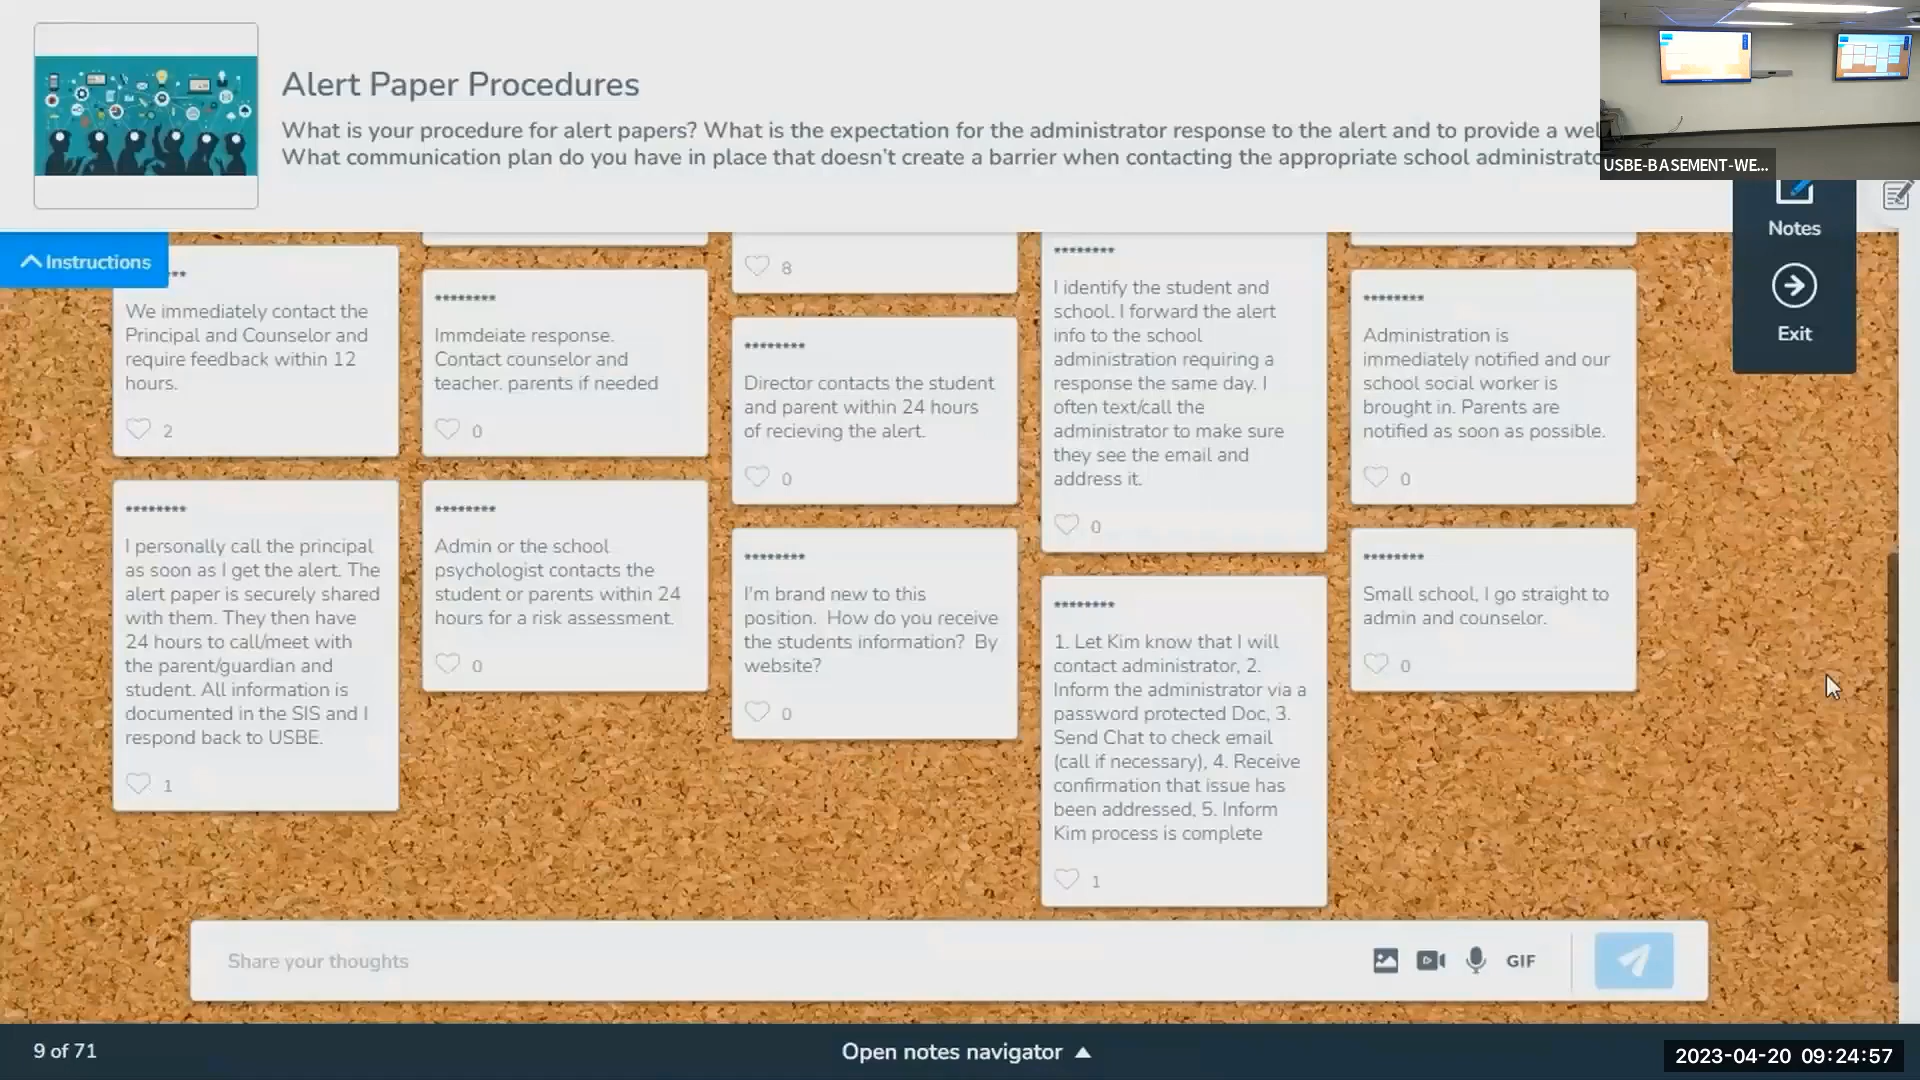 Alert Paper Procedures
What is your procedure for alert papers? What is the expectation for the administrator response to the alert and to provide a
What communication plan do you have in place that doesn't create a barrier when contacting the appropriate school
USBE-BASEMENT-WE...
Notes
Exit
Instructions
We immediately contact the
Principal and Counselor and
require feedback within 12
hours.
2
********
I personally call the principal
as soon as I get the alert. The
alert paper is securely shared
with them. They then have
24 hours to call/meet with
the parent/guardian and
student. All information is
documented in the SIS and I
respond back to USBE.
1
********
Immdeiate response.
Contact counselor and
teacher. parents if needed
0
********
Admin or the school
psychologist contacts the
student or parents within 24
hours for a risk assessment.
0
8
********
Director contacts the student
and parent within 24 hours
of recieving the alert.
0
********
I'm brand new to this
position.  How do you receive
the students information?  By
website?
0
********
I identify the student and
school. I forward the alert
info to the school
administration requiring a
response the same day. I
often text/call the
administrator to make sure
they see the email and
address it.
0
********
1. Let Kim know that I will
contact administrator, 2.
Inform the administrator via a
password protected Doc, 3.
Send Chat to check email
(call if necessary), 4. Receive
confirmation that issue has
been addressed, 5. Inform
Kim process is complete
1
********
Administration is
immediately notified and our
school social worker is
brought in. Parents are
notified as soon as possible.
0
********
Small school, I go straight to
admin and counselor.
0
Share your thoughts
GIF
9 of 71
Open notes navigator
2023-04-20 09:24:57